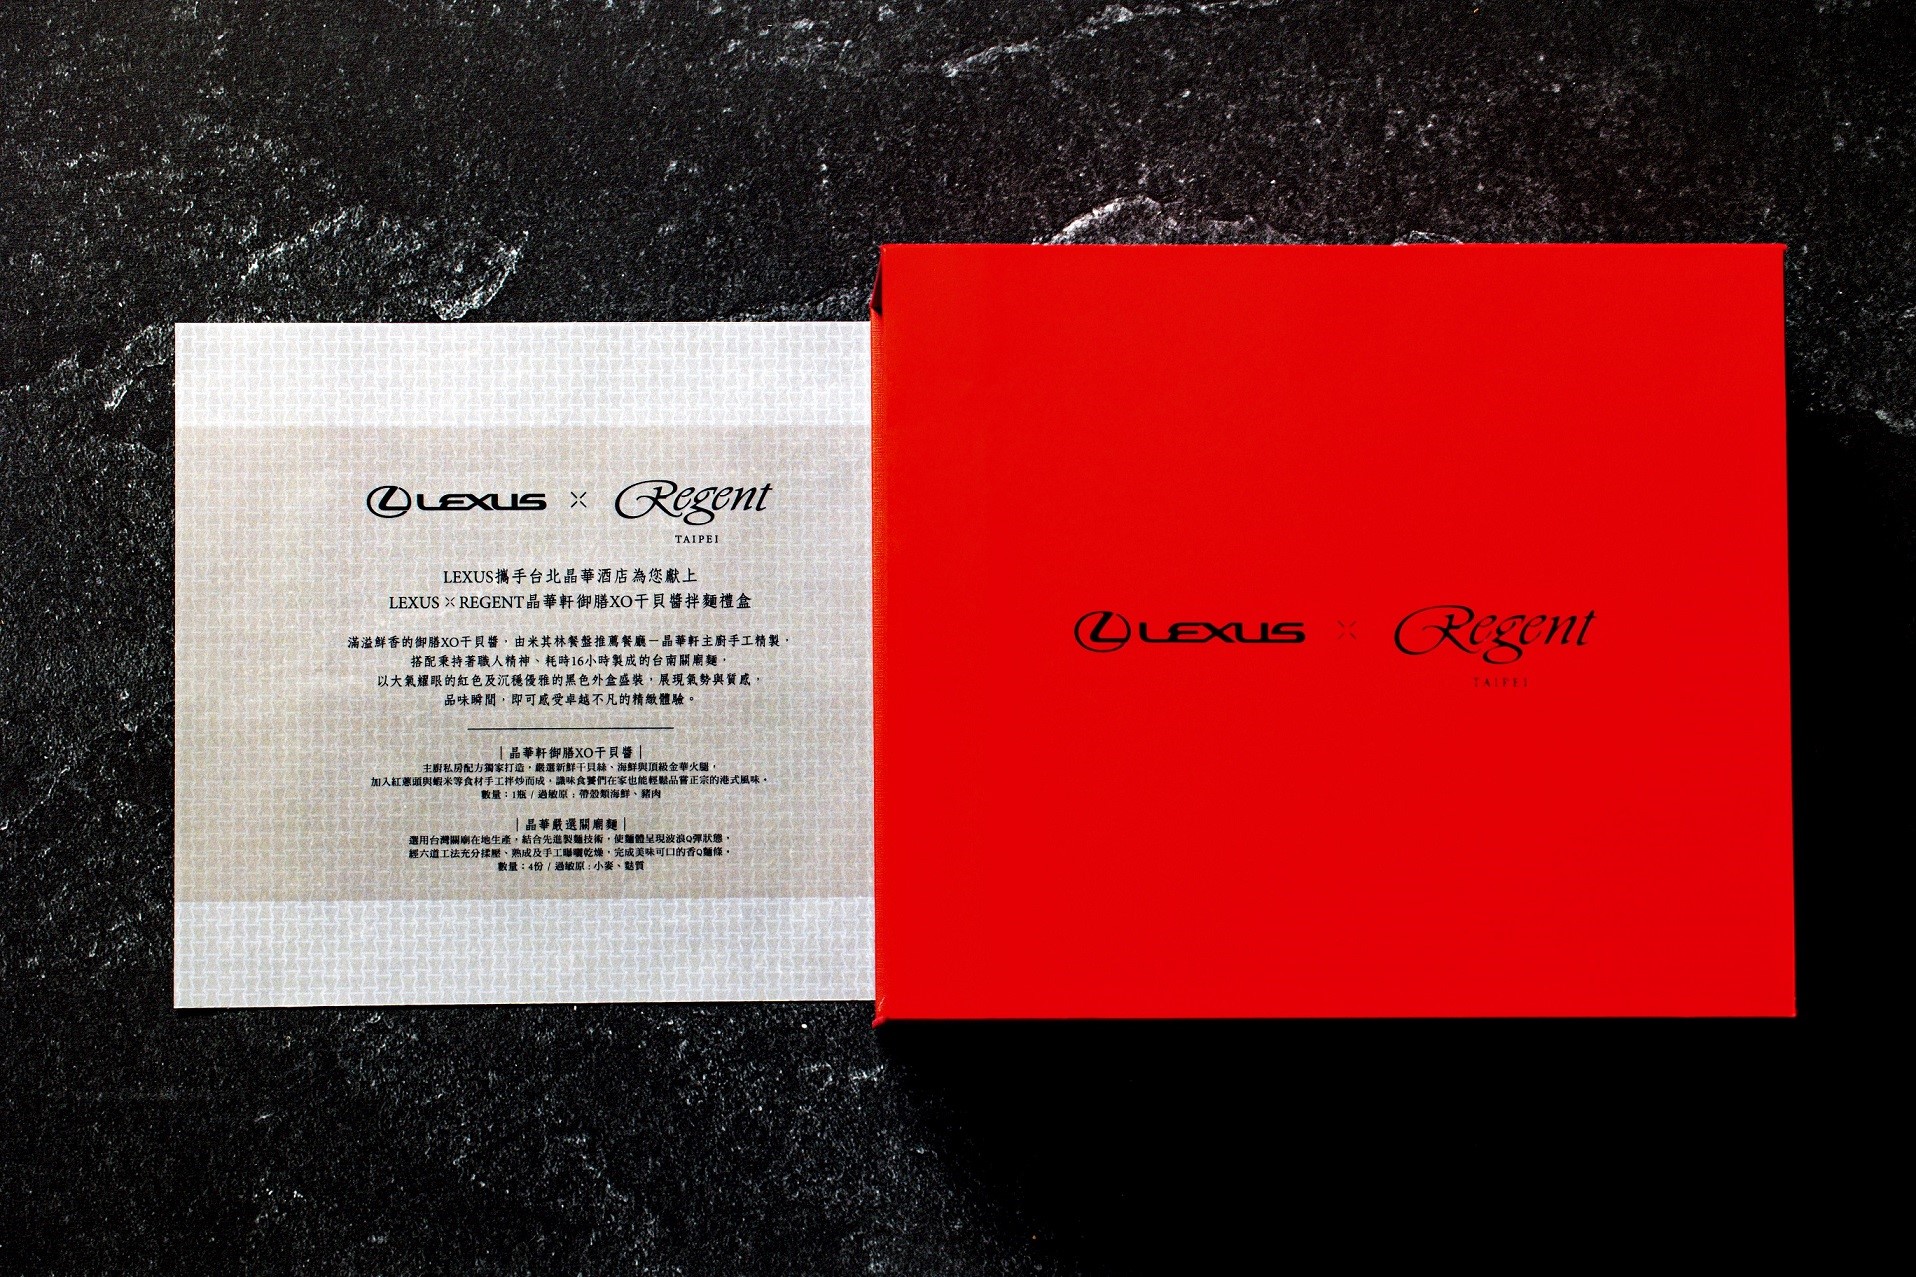 LEXUS × Regent
TAIPEI
LEXUS攜手台北晶華酒店為您獻上
LEXUS × REGENT晶華軒御膳XO干貝醬拌麵禮盒
滿溢鮮香的御膳XO干貝醬，由米其林餐盤推薦餐廳－晶華軒主廚手工精製，
搭配秉持著職人精神、耗時16小時製成的台南關廟麵，
以大氣耀眼的紅色及沉穩優雅的黑色外盒盛裝，展現氣勢與質感，
品味瞬間，即可感受卓越不凡的精緻體驗。
｜晶華軒御膳XO干貝醬｜
主廚私房配方獨家打造，嚴選新鮮干貝絲、海鮮與頂級金華火腿，
加入紅蔥頭與蝦米等食材手工拌炒而成，讓味食饕們在家也能輕鬆品嘗正宗的港式風味。
數量：1瓶 / 過敏原：帶殼類海鮮、豬肉
｜晶華嚴選關廟麵｜
選用台灣關廟在地生產，結合先進製麵技術，使麵體呈現波浪Q彈狀態，
經六道工法充分揉壓、熟成及手工曝曬乾燥，完成美味可口的香Q麵條。
數量：4份 / 過敏原：小麥、麩質
LEXUS × Regent
TAIPEI